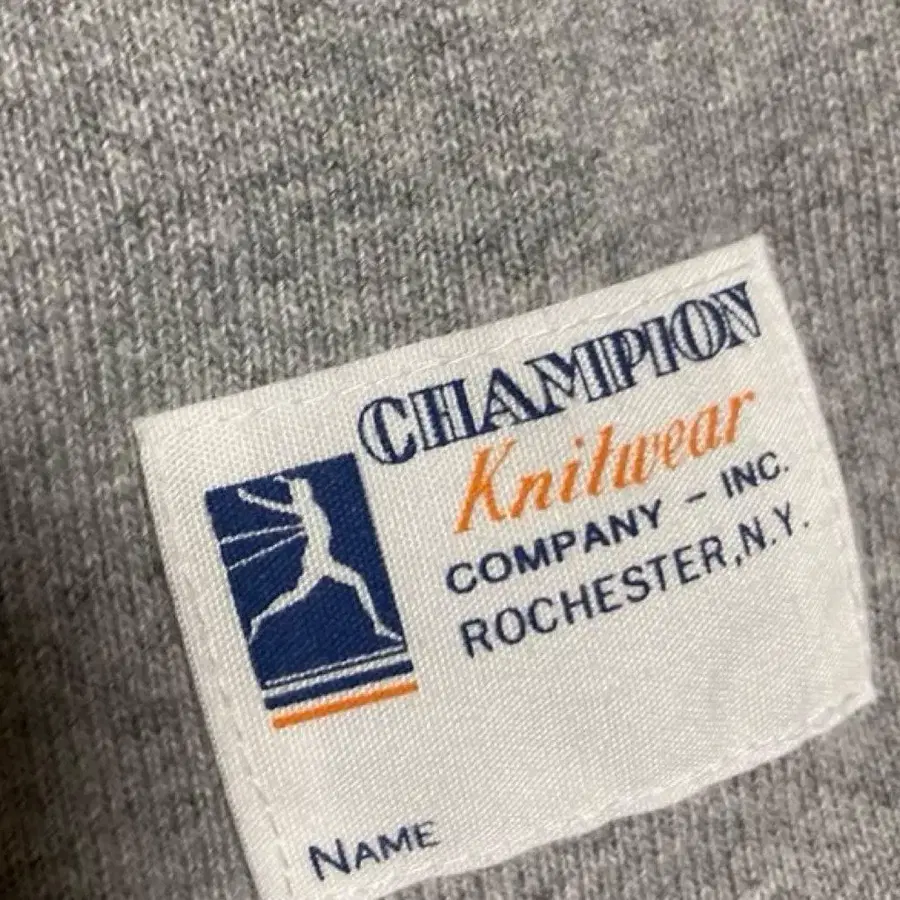 CHAMPION
Knitwear
COMPANY - INC.
ROCHESTER, N.Y.
NAME